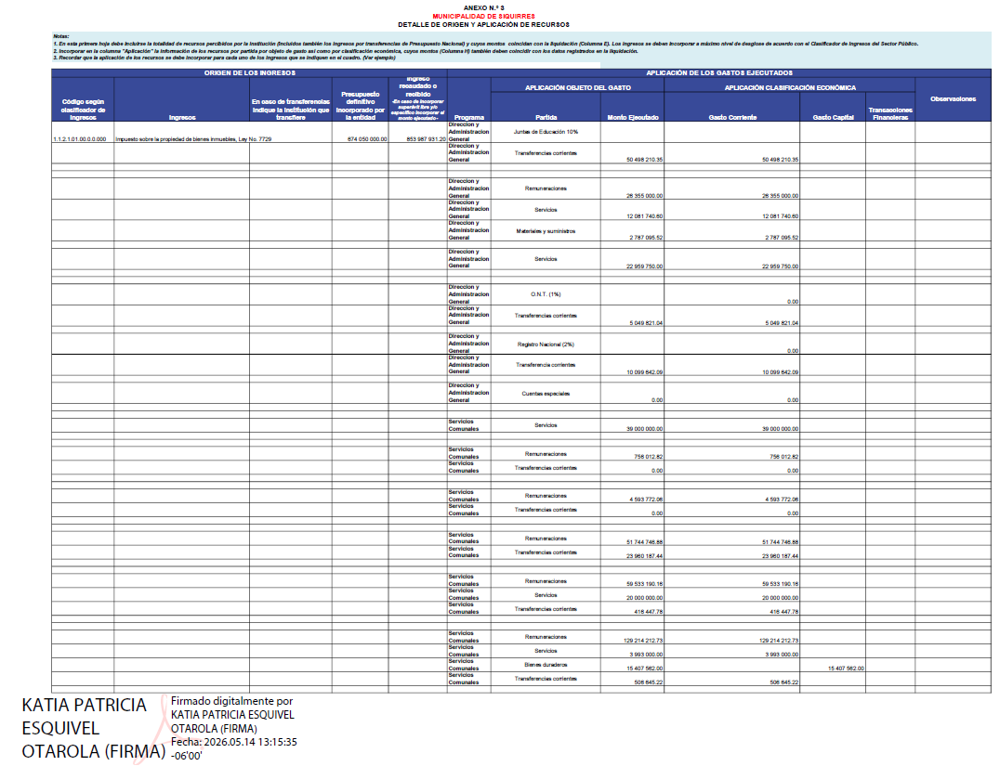 ANEXO N.º 3
MUNICIPALIDAD DE SIQUIRRES
DETALLE DE ORIGEN Y APLICACIÓN DE RECURSOS
Notas:
1. En esta primera hoja debe incluirse la totalidad de recursos percibidos por la institución (Incluidos también los ingresos por transferencias de Presupuesto Nacional) y cuyos montos coincidan con la liquidación (Columna E). Los ingresos se deben incorporar a máximo nivel de desglose de acuerdo con el Clasificador de Ingresos del Sector Público.
2. Incorporar en la columna "Aplicación" la información de los recursos por partida por objeto de gasto así como por clasificación económica, cuyos montos (Columna H) también deben coincidir con los datos registrados en la liquidación.
3. Recordar que la aplicación de los recursos se debe incorporar para cada uno de los ingresos que se indiquen en el cuadro. (Ver ejemplo)
ORIGEN DE LOS INGRESOS APLICACIÓN DE LOS GASTOS EJECUTADOS
Código según clasificador de ingresos Ingresos En caso de transferencias indique la institución que transfiere Presupuesto definitivo incorporado por la entidad Ingreso recaudado o recibido -En caso de incorporar superávit libre y/o específico incorporar el monto ejecutado- Programa APLICACIÓN OBJETO DEL GASTO APLICACIÓN CLASIFICACIÓN ECONÓMICA Observaciones
Partida Monto Ejecutado Gasto Corriente Gasto Capital Transacciones Financieras
1.1.2.1.01.00.0.0.000 Impuesto sobre la propiedad de bienes inmuebles, Ley No. 7729 674 050 000.00 853 987 931.20 Direccion y Administracion General Juntas de Educación 10%
Direccion y Administracion General Transferencias corrientes 50 498 210.35 50 498 210.35
Direccion y Administracion General Remuneraciones 26 355 000.00 26 355 000.00
Direccion y Administracion General Servicios 12 081 740.60 12 081 740.60
Direccion y Administracion General Materiales y suministros 2 787 095.52 2 787 095.52
Direccion y Administracion General Servicios 22 959 750.00 22 959 750.00
Direccion y Administracion General O.N.T. (1%) 0.00
Direccion y Administracion General Transferencias corrientes 5 049 821.04 5 049 821.04
Direccion y Administracion General Registro Nacional (2%) 0.00
Direccion y Administracion General Transferencia corrientes 10 099 642.09 10 099 642.09
Direccion y Administracion General Cuentas especiales 0.00 0.00
Servicios Comunales Servicios 39 000 000.00 39 000 000.00
Servicios Comunales Remuneraciones 756 012.82 756 012.82
Servicios Comunales Transferencias corrientes 0.00 0.00
Servicios Comunales Remuneraciones 4 593 772.06 4 593 772.06
Servicios Comunales Transferencias corrientes 0.00 0.00
Servicios Comunales Remuneraciones 51 744 746.88 51 744 746.88
Servicios Comunales Transferencias corrientes 23 960 187.44 23 960 187.44
Servicios Comunales Remuneraciones 59 533 190.16 59 533 190.16
Servicios Comunales Servicios 20 000 000.00 20 000 000.00
Servicios Comunales Transferencias corrientes 416 447.78 416 447.78
Servicios Comunales Remuneraciones 129 214 212.73 129 214 212.73
Servicios Comunales Servicios 3 993 000.00 3 993 000.00
Servicios Comunales Bienes duraderos 15 407 562.00 15 407 562.00
Servicios Comunales Transferencias corrientes 506 645.22 506 645.22
KATIA PATRICIA
ESQUIVEL
OTAROLA (FIRMA)
Firmado digitalmente por
KATIA PATRICIA ESQUIVEL
OTAROLA (FIRMA)
Fecha: 2026.05.14 13:15:35
-06'00'